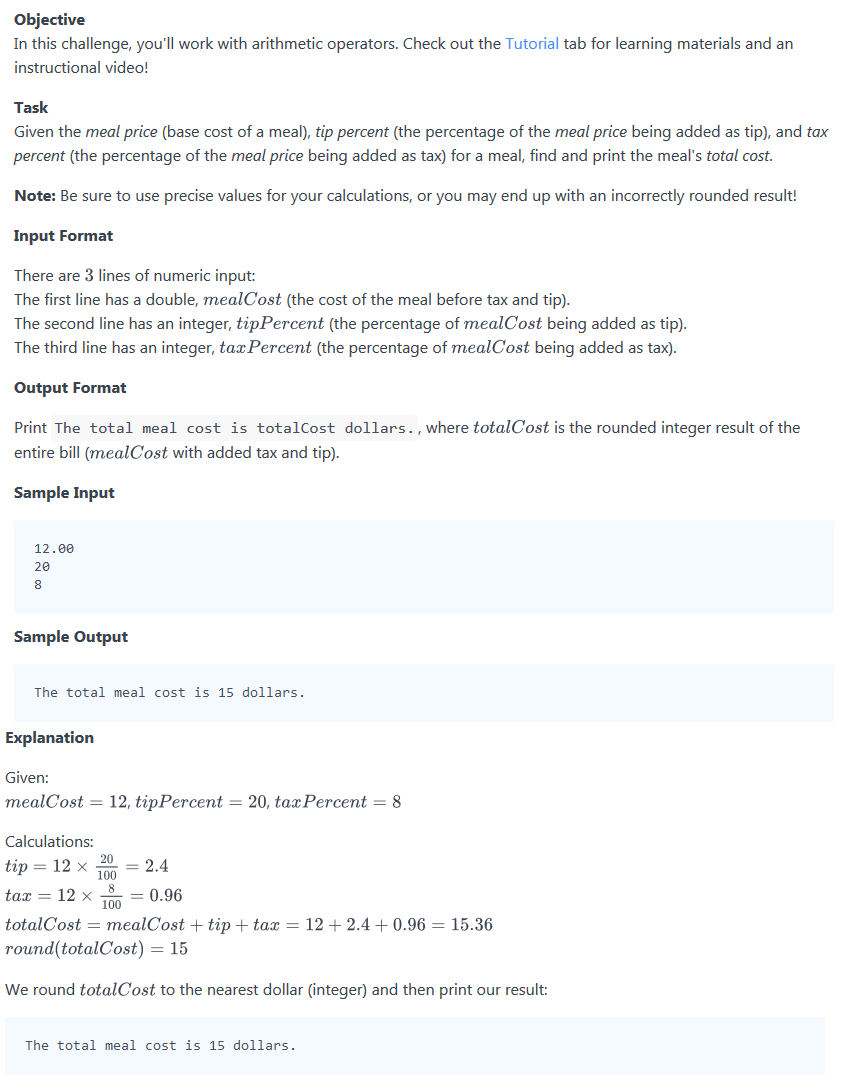 Objective
In this challenge, you'll work with arithmetic operators. Check out the Tutorial tab for learning materials and an
instructional video!
Task
Given the meal price (base cost of a meal), tip percent (the percentage of the meal price being added as tip), and tax
percent (the percentage of the meal price being added as tax) for a meal, find and print the meal's total cost.
Note: Be sure to use precise values for your calculations, or you may end up with an incorrectly rounded result!
Input Format
There are 3 lines of numeric input:
The first line has a double, mealCost (the cost of the meal before tax and tip).
The second line has an integer, tipPercent (the percentage of mealCost being added as tip).
The third line has an integer, taxPercent (the percentage of mealCost being added as tax).
Output Format
Print The total meal cost is totalCost dollars., where totalCost is the rounded integer result of the
entire bill (mealCost with added tax and tip).
Sample Input
12.00
20
8
Sample Output
The total meal cost is 15 dollars.
Explanation
Given:
mealCost = 12, tipPercent = 20, taxPercent = 8
Calculations:
tip = 12 × 20/100 = 2.4
tax = 12 × 8/100 = 0.96
totalCost = mealCost + tip + tax = 12 + 2.4 + 0.96 = 15.36
round(totalCost) = 15
We round totalCost to the nearest dollar (integer) and then print our result:
The total meal cost is 15 dollars.